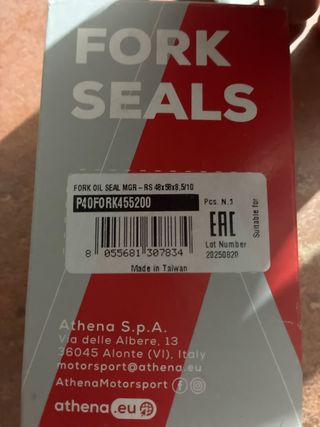 FORK
SEALS
FORK OIL SEAL MGR - RS 48x58x8,5/10
P40FORK455200
Pcs. N.1
EAC
Lot Number
20250820
Suitable for
8 055681 307834
Made in Taiwan
Athena S.p.A.
Via delle Albere, 13
36045 Alonte (VI), Italy
motorsport@athena.eu
AthenaMotorsport
athena.eu